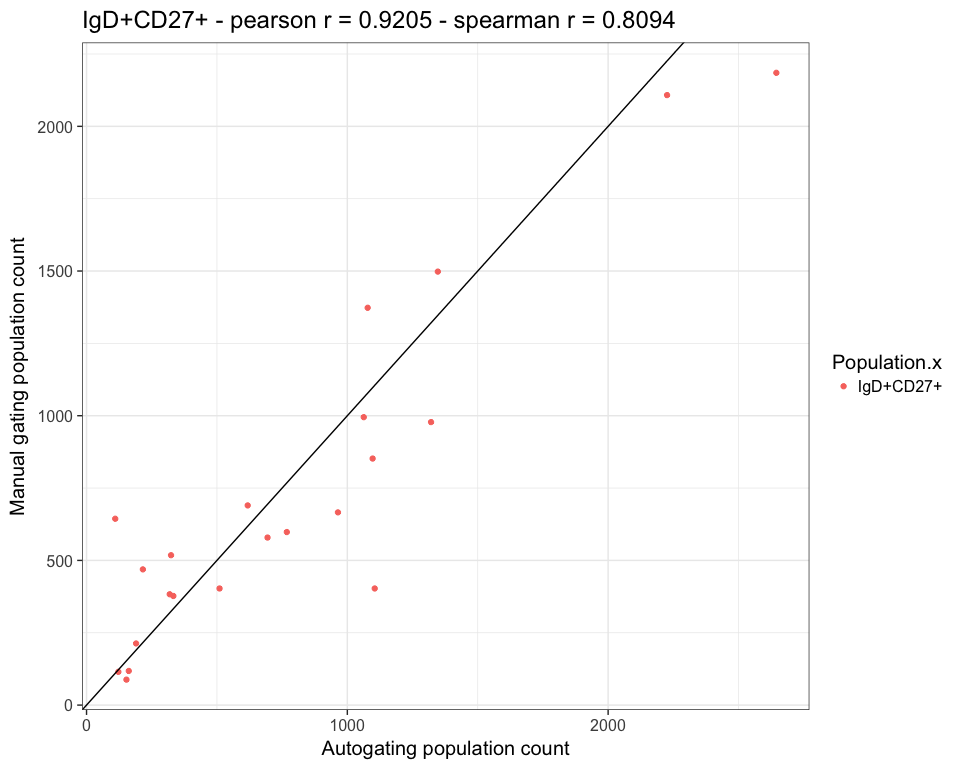 IgD+CD27+ - pearson r = 0.9205 - spearman r = 0.8094
Manual gating population count
2000
1500
1000
500
0
0 1000 2000
Autogating population count
Population.x
IgD+CD27+